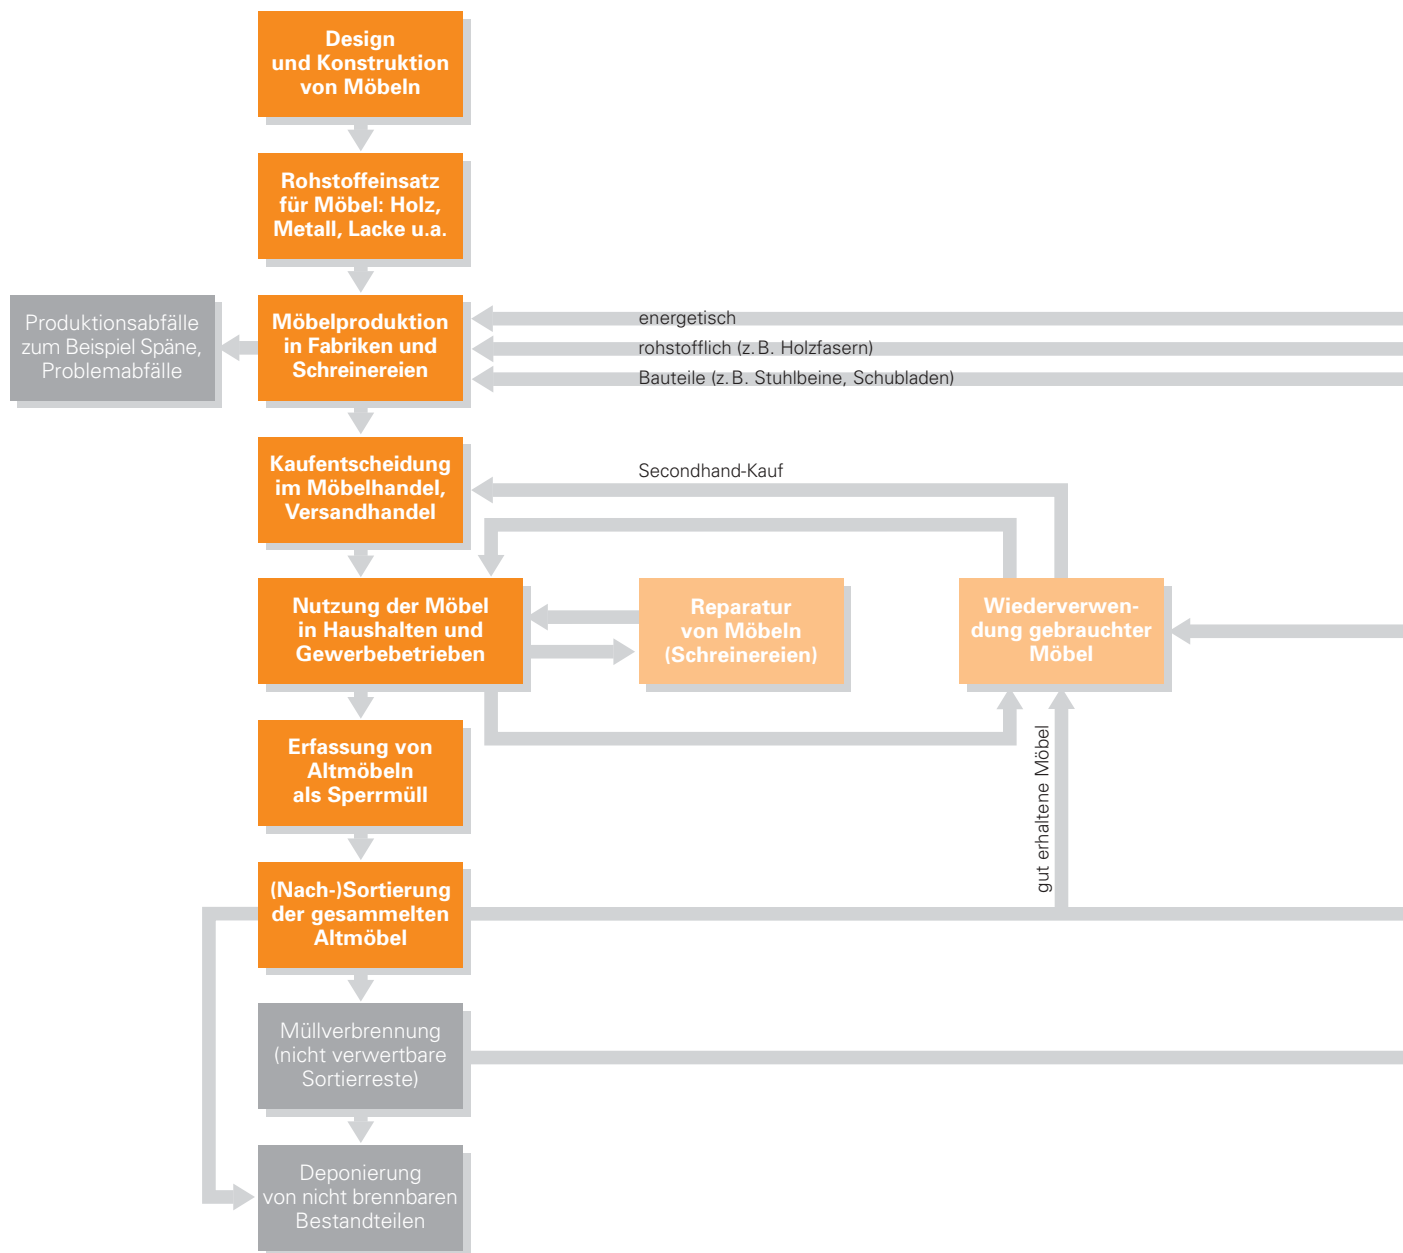 Design
und Konstruktion
von Möbeln
Rohstoffeinsatz
für Möbel: Holz,
Metall, Lacke u.a.
Produktionsabfälle
zum Beispiel Späne,
Problemabfälle
Möbelproduktion
in Fabriken und
Schreinereien
energetisch
rohstofflich (z.B. Holzfasern)
Bauteile (z.B. Stuhlbeine, Schubladen)
Kaufentscheidung
im Möbelhandel,
Versandhandel
Secondhand-Kauf
Nutzung der Möbel
in Haushalten und
Gewerbebetrieben
Reparatur
von Möbeln
(Schreinereien)
Wiederverwen-
dung gebrauchter
Möbel
Erfassung von
Altmöbeln
als Sperrmüll
gut erhaltene Möbel
(Nach-)Sortierung
der gesammelten
Altmöbel
Müllverbrennung
(nicht verwertbare
Sortierreste)
Deponierung
von nicht brennbaren
Bestandteilen